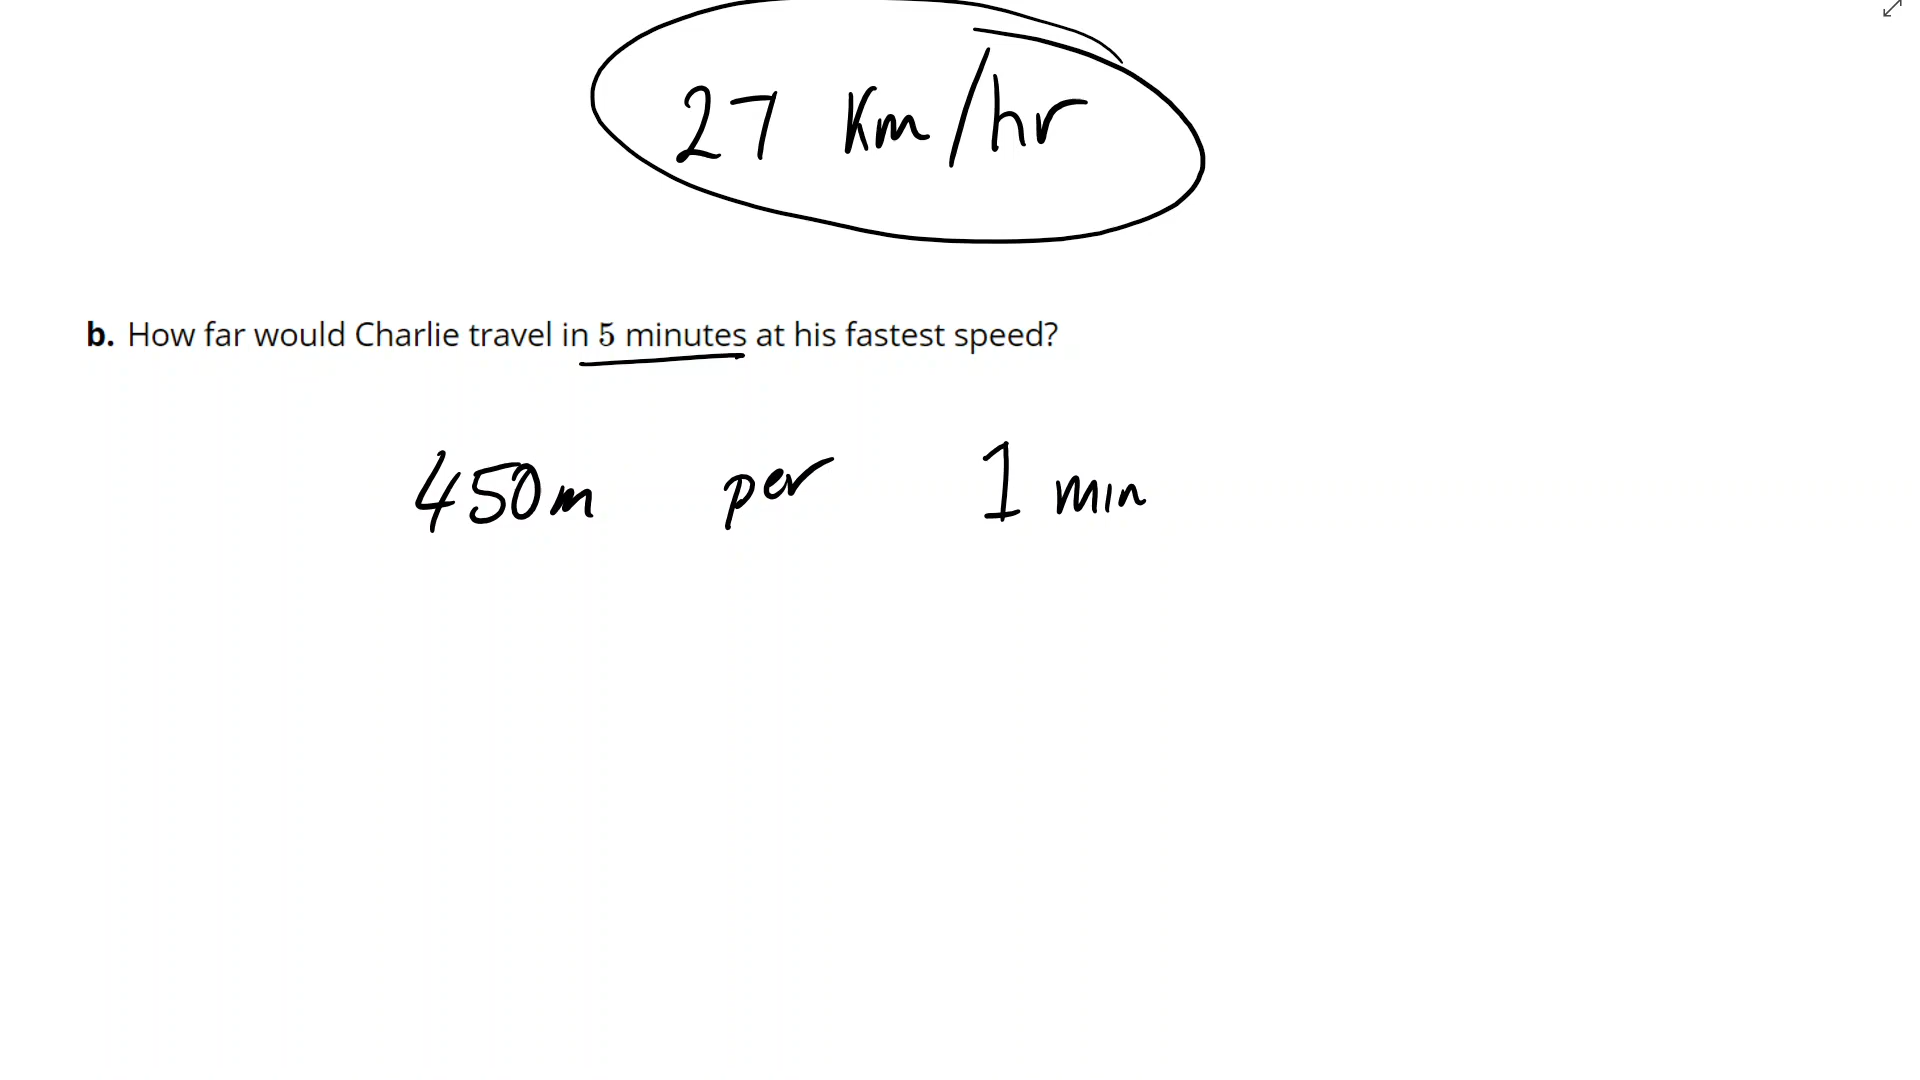 27 Km/hr
b. How far would Charlie travel in 5 minutes at his fastest speed?
450m per 1 min